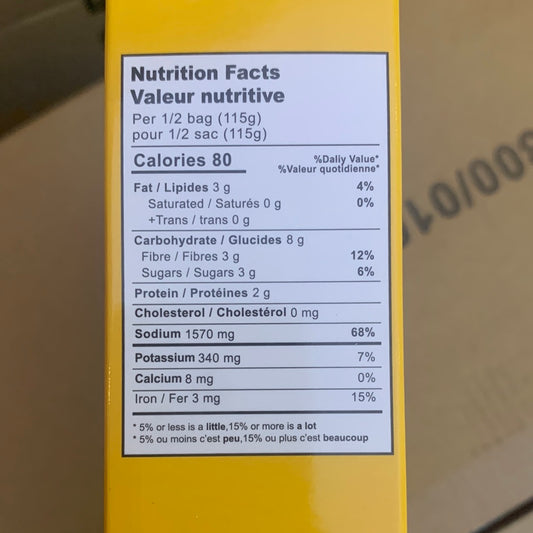 Nutrition Facts
Valeur nutritive
Per 1/2 bag (115g)
pour 1/2 sac (115g)
Calories 80
%Daliy Value*
%Valeur quotidienne*
Fat / Lipides 3 g 4%
Saturated / Saturés 0 g 0%
+Trans / trans 0 g
Carbohydrate / Glucides 8 g
Fibre / Fibres 3 g 12%
Sugars / Sugars 3 g 6%
Protein / Protéines 2 g
Cholesterol / Cholestérol 0 mg
Sodium 1570 mg 68%
Potassium 340 mg 7%
Calcium 8 mg 0%
Iron / Fer 3 mg 15%
* 5% or less is a little,15% or more is a lot
* 5% ou moins c'est peu,15% ou plus c'est beaucoup